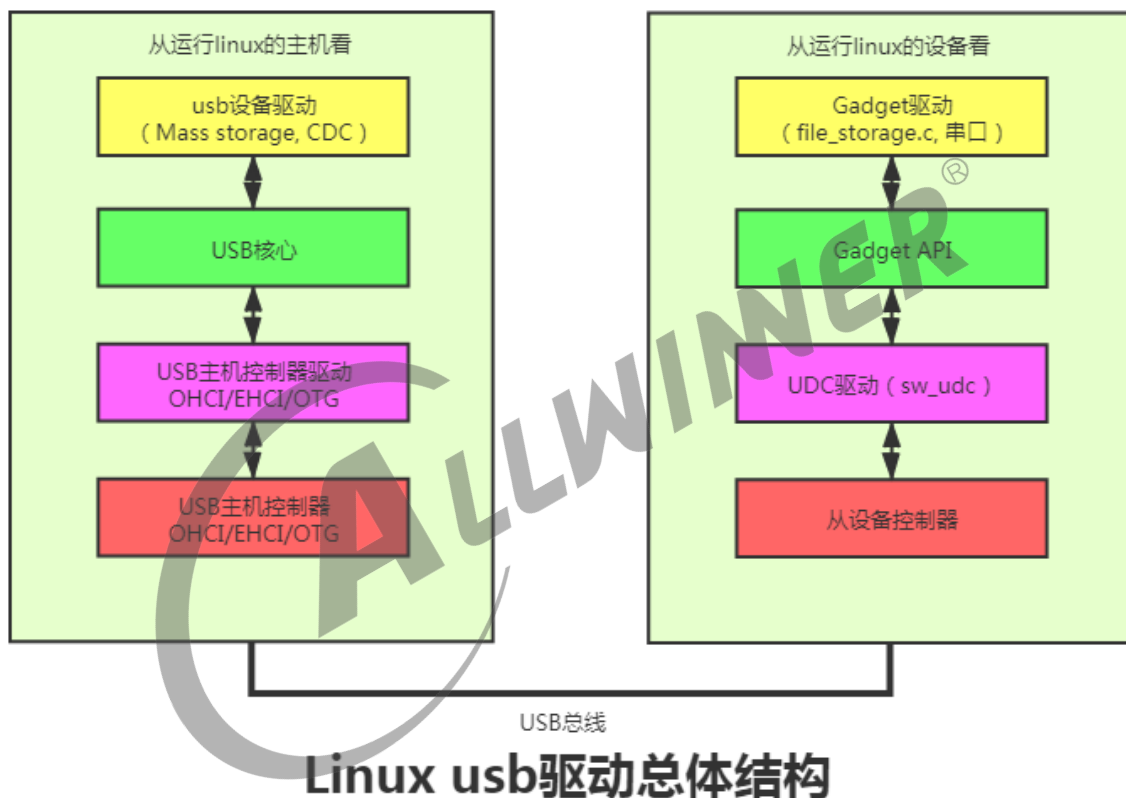 从运行linux的主机看
usb设备驱动
（ Mass storage, CDC ）
USB核心
USB主机控制器驱动
OHCI/EHCI/OTG
USB主机控制器
OHCI/EHCI/OTG
从运行linux的设备看
Gadget驱动
（ file_storage.c, 串口 ）
Gadget API
UDC驱动（ sw_udc ）
从设备控制器
ALLWINNER®
USB总线
Linux usb驱动总体结构